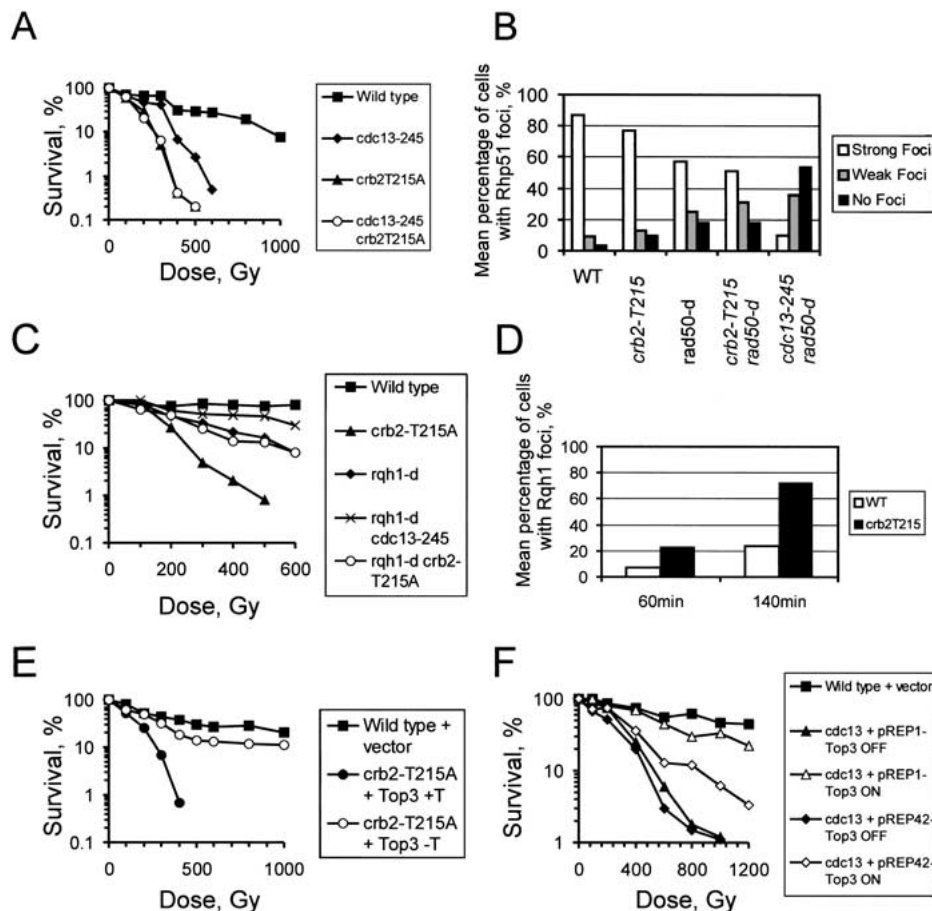 A
Survival, %
100
10
1
0.1
0
500
1000
Dose, Gy
Wild type
cdc13-245
crb2T215A
cdc13-245
crb2T215A
B
Mean percentage of cells
with Rhp51 foci, %
100
80
60
40
20
0
WT
crb2-T215
rad50-d
crb2-T215
rad50-d
cdc13-245
rad50-d
Strong Foci
Weak Foci
No Foci
C
Survival, %
100
10
1
0.1
0
200
400
600
Dose, Gy
Wild type
crb2-T215A
rqh1-d
rqh1-d
cdc13-245
rqh1-d crb2-
T215A
D
Mean percentage of cells
with Rqh1 foci, %
100
80
60
40
20
0
60min
140min
WT
crb2T215
E
Survival, %
100
10
1
0.1
0
500
1000
Dose, Gy
Wild type +
vector
crb2-T215A
+ Top3 +T
crb2-T215A
+ Top3 -T
F
Survival, %
100
10
1
0
400
800
1200
Dose, Gy
Wild type + vector
cdc13 + pREP1-
Top3 OFF
cdc13 + pREP1-
Top3 ON
cdc13 + pREP42-
Top3 OFF
cdc13 + pREP42-
Top3 ON